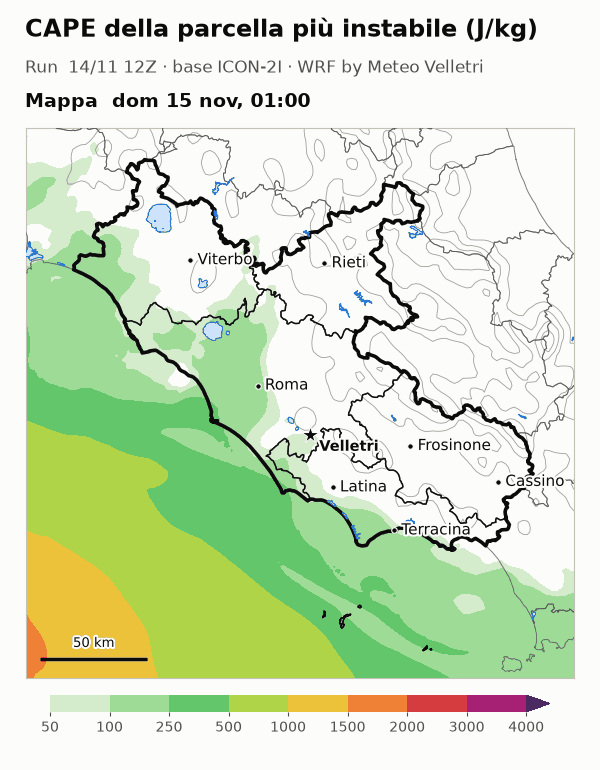 CAPE della parcella più instabile (J/kg)
Run  14/11 12Z · base ICON-2I · WRF by Meteo Velletri
Mappa  dom 15 nov, 01:00
Viterbo
Rieti
Roma
Velletri
Frosinone
Cassino
Latina
Terracina
50 km
50 100 250 500 1000 1500 2000 3000 4000